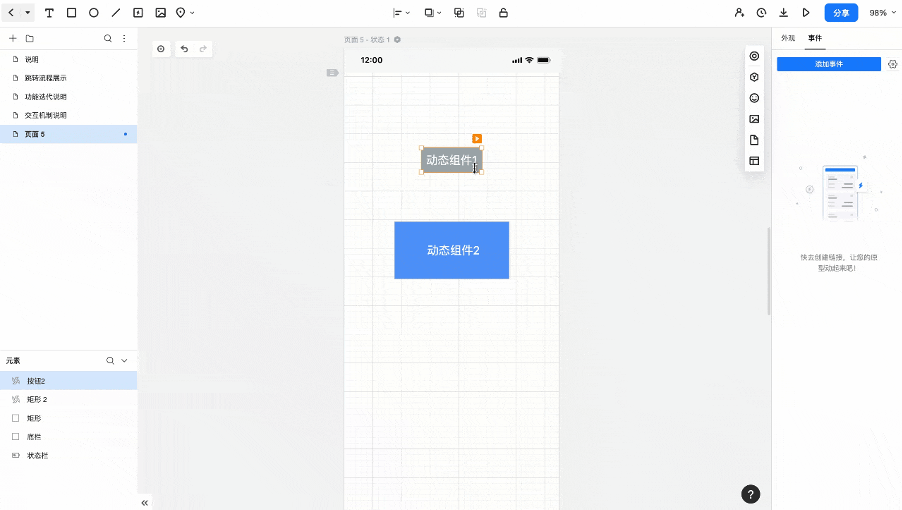 分享
98%
说明
跳转流程展示
功能迭代说明
交互机制说明
页面 5
元素
按钮2
矩形 2
矩形
底栏
状态栏
页面 5 - 状态 1
12:00
动态组件1
动态组件2
外观
事件
添加事件
快去创建链接，让您的原
型动起来吧！
?